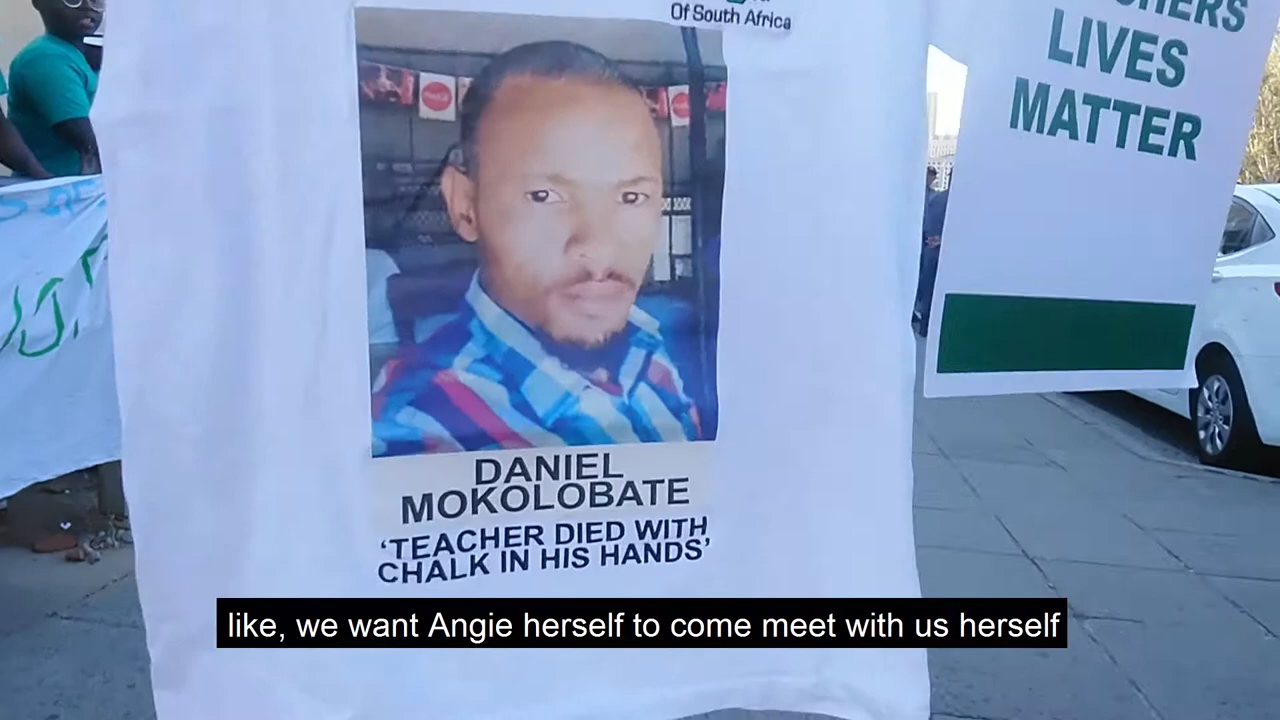 Of South Africa
LIVES
MATTER
DANIEL
MOKOLOBATE
‘TEACHER DIED WITH
CHALK IN HIS HANDS’
like, we want Angie herself to come meet with us herself